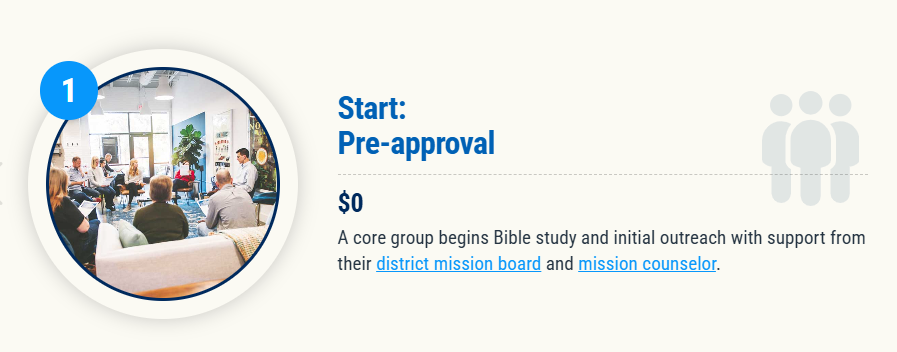 1
Start:
Pre-approval
$0
A core group begins Bible study and initial outreach with support from
their district mission board and mission counselor.